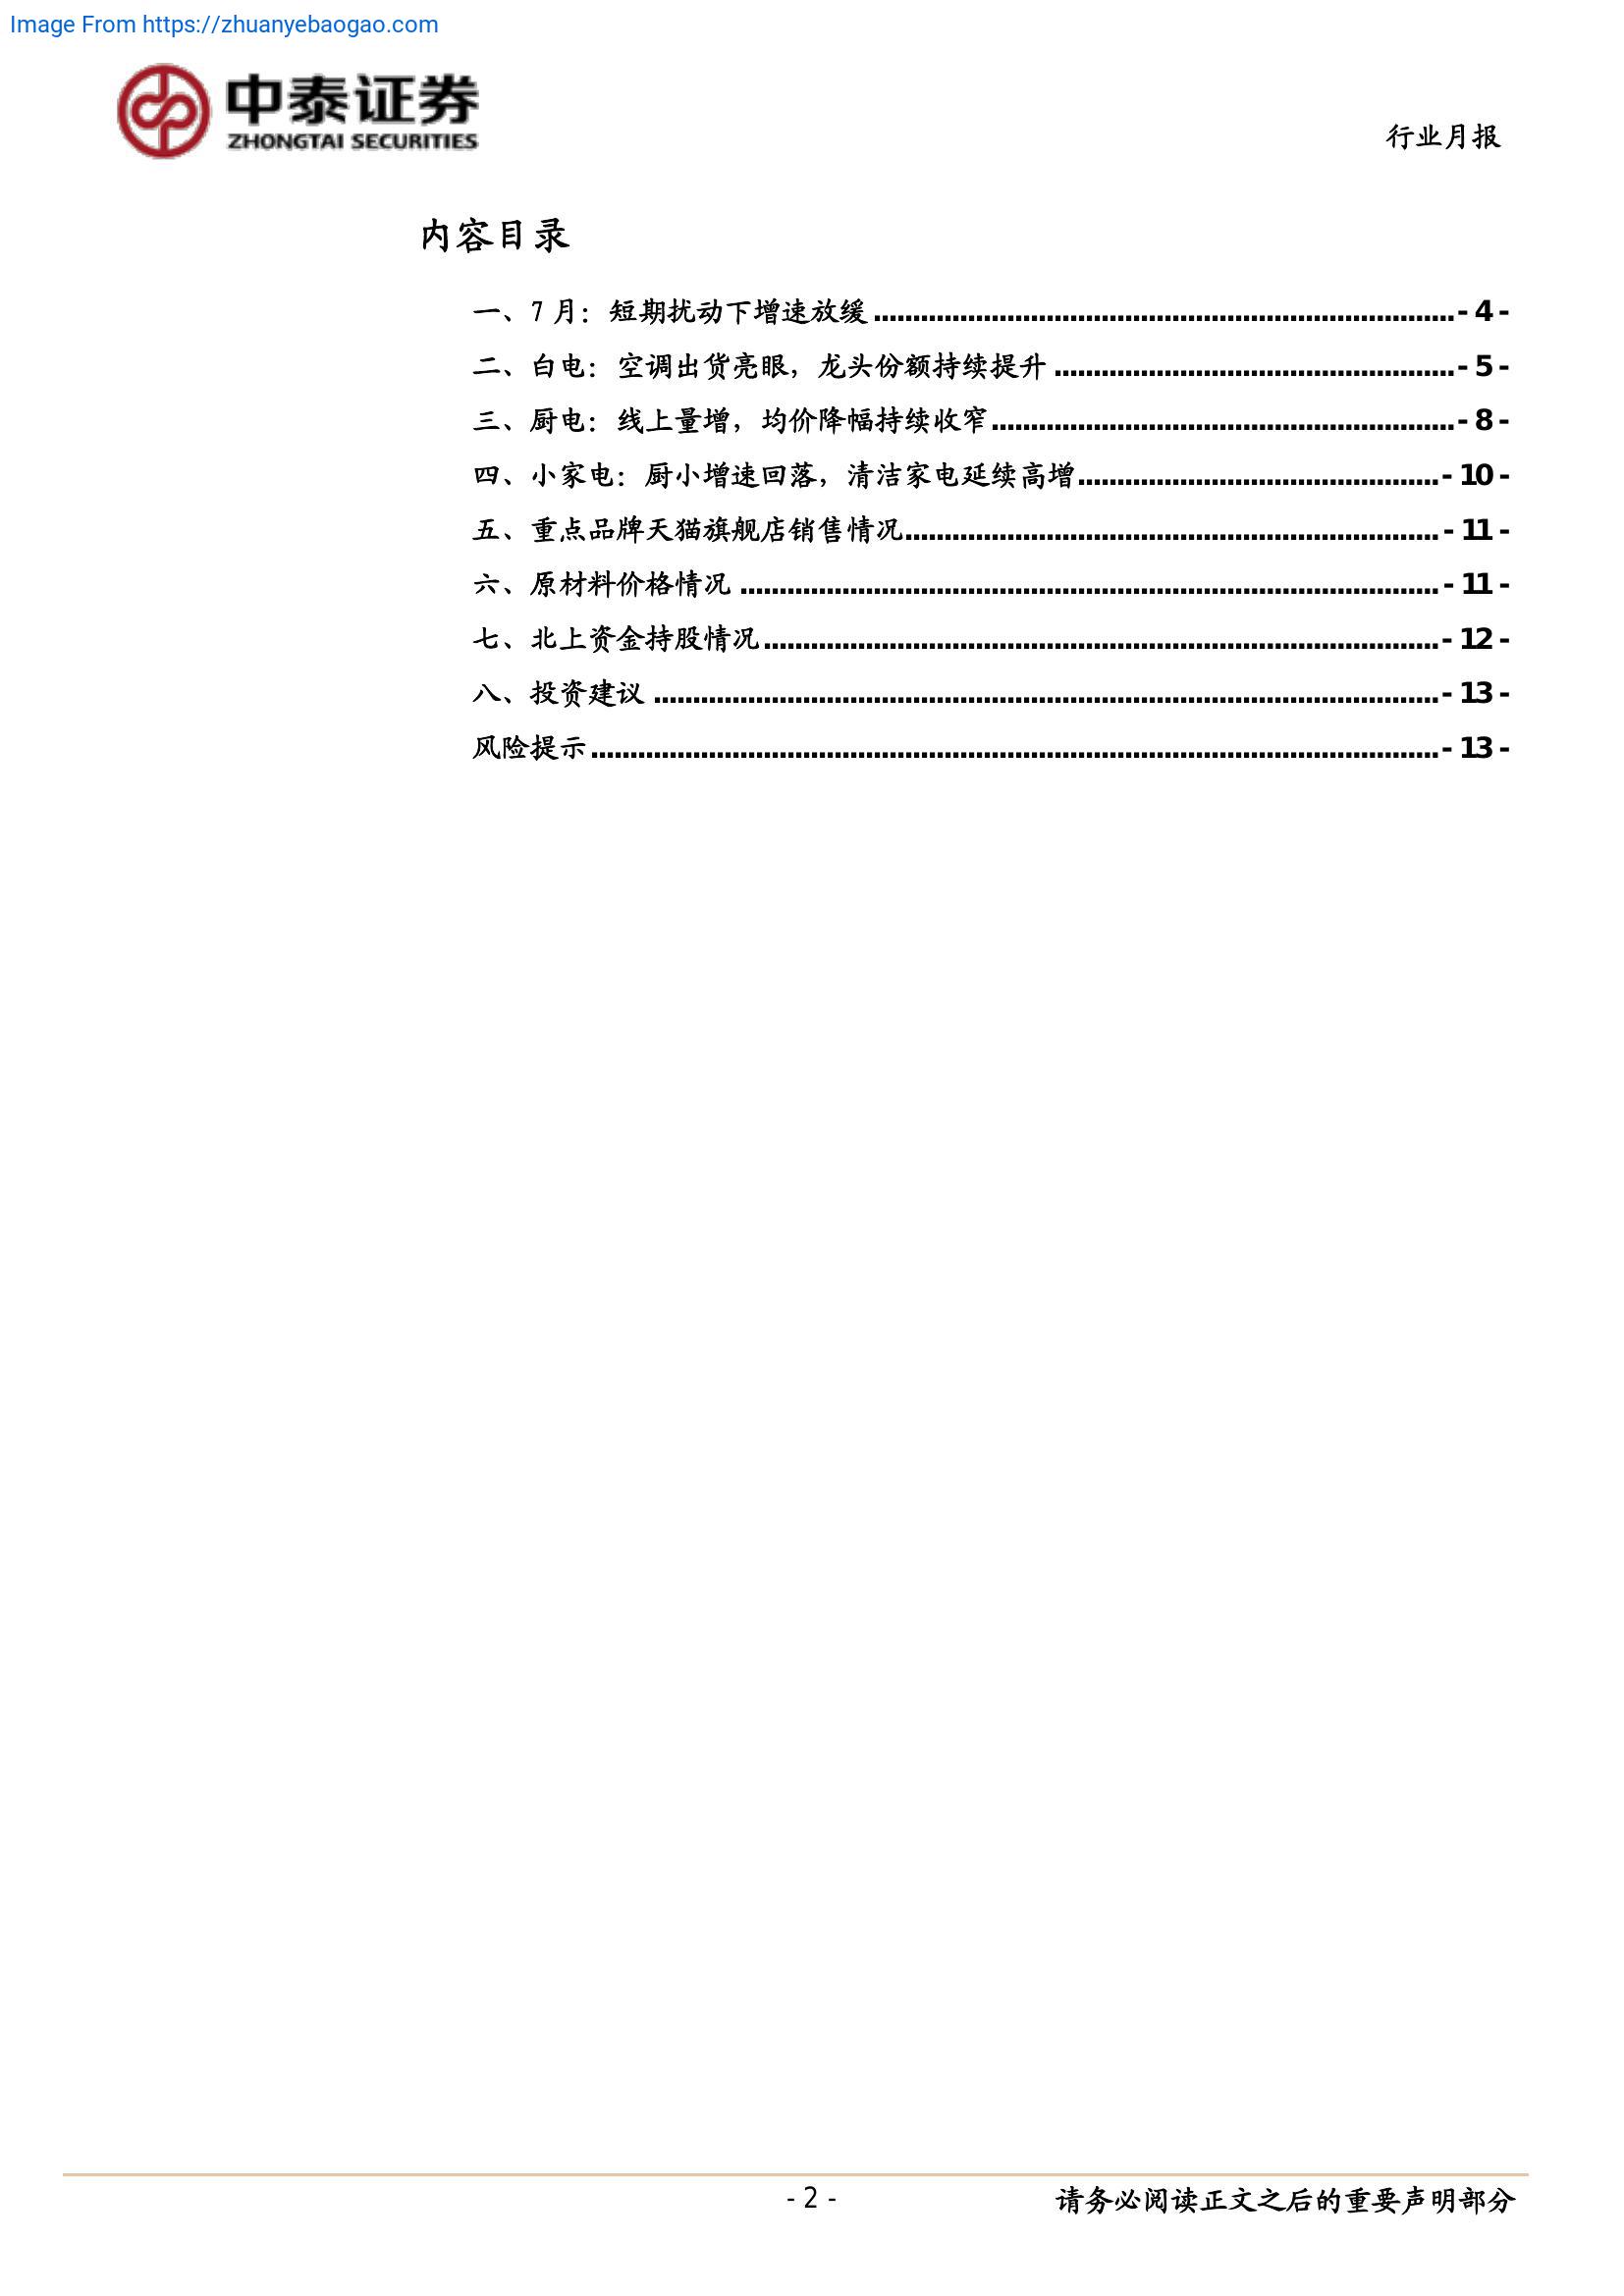 Image From https://zhuanyebaogao.com
中泰证券
ZHONGTAI SECURITIES
行业月报
内容目录
一、7 月：短期扰动下增速放缓 ........................................................................- 4 -
二、白电：空调出货亮眼，龙头份额持续提升 ..................................................- 5 -
三、厨电：线上量增，均价降幅持续收窄..........................................................- 8 -
四、小家电：厨小增速回落，清洁家电延续高增.............................................- 10 -
五、重点品牌天猫旗舰店销售情况...................................................................- 11 -
六、原材料价格情况 ........................................................................................- 11 -
七、北上资金持股情况.....................................................................................- 12 -
八、投资建议 ...................................................................................................- 13 -
风险提示...........................................................................................................- 13 -
- 2 -
请务必阅读正文之后的重要声明部分